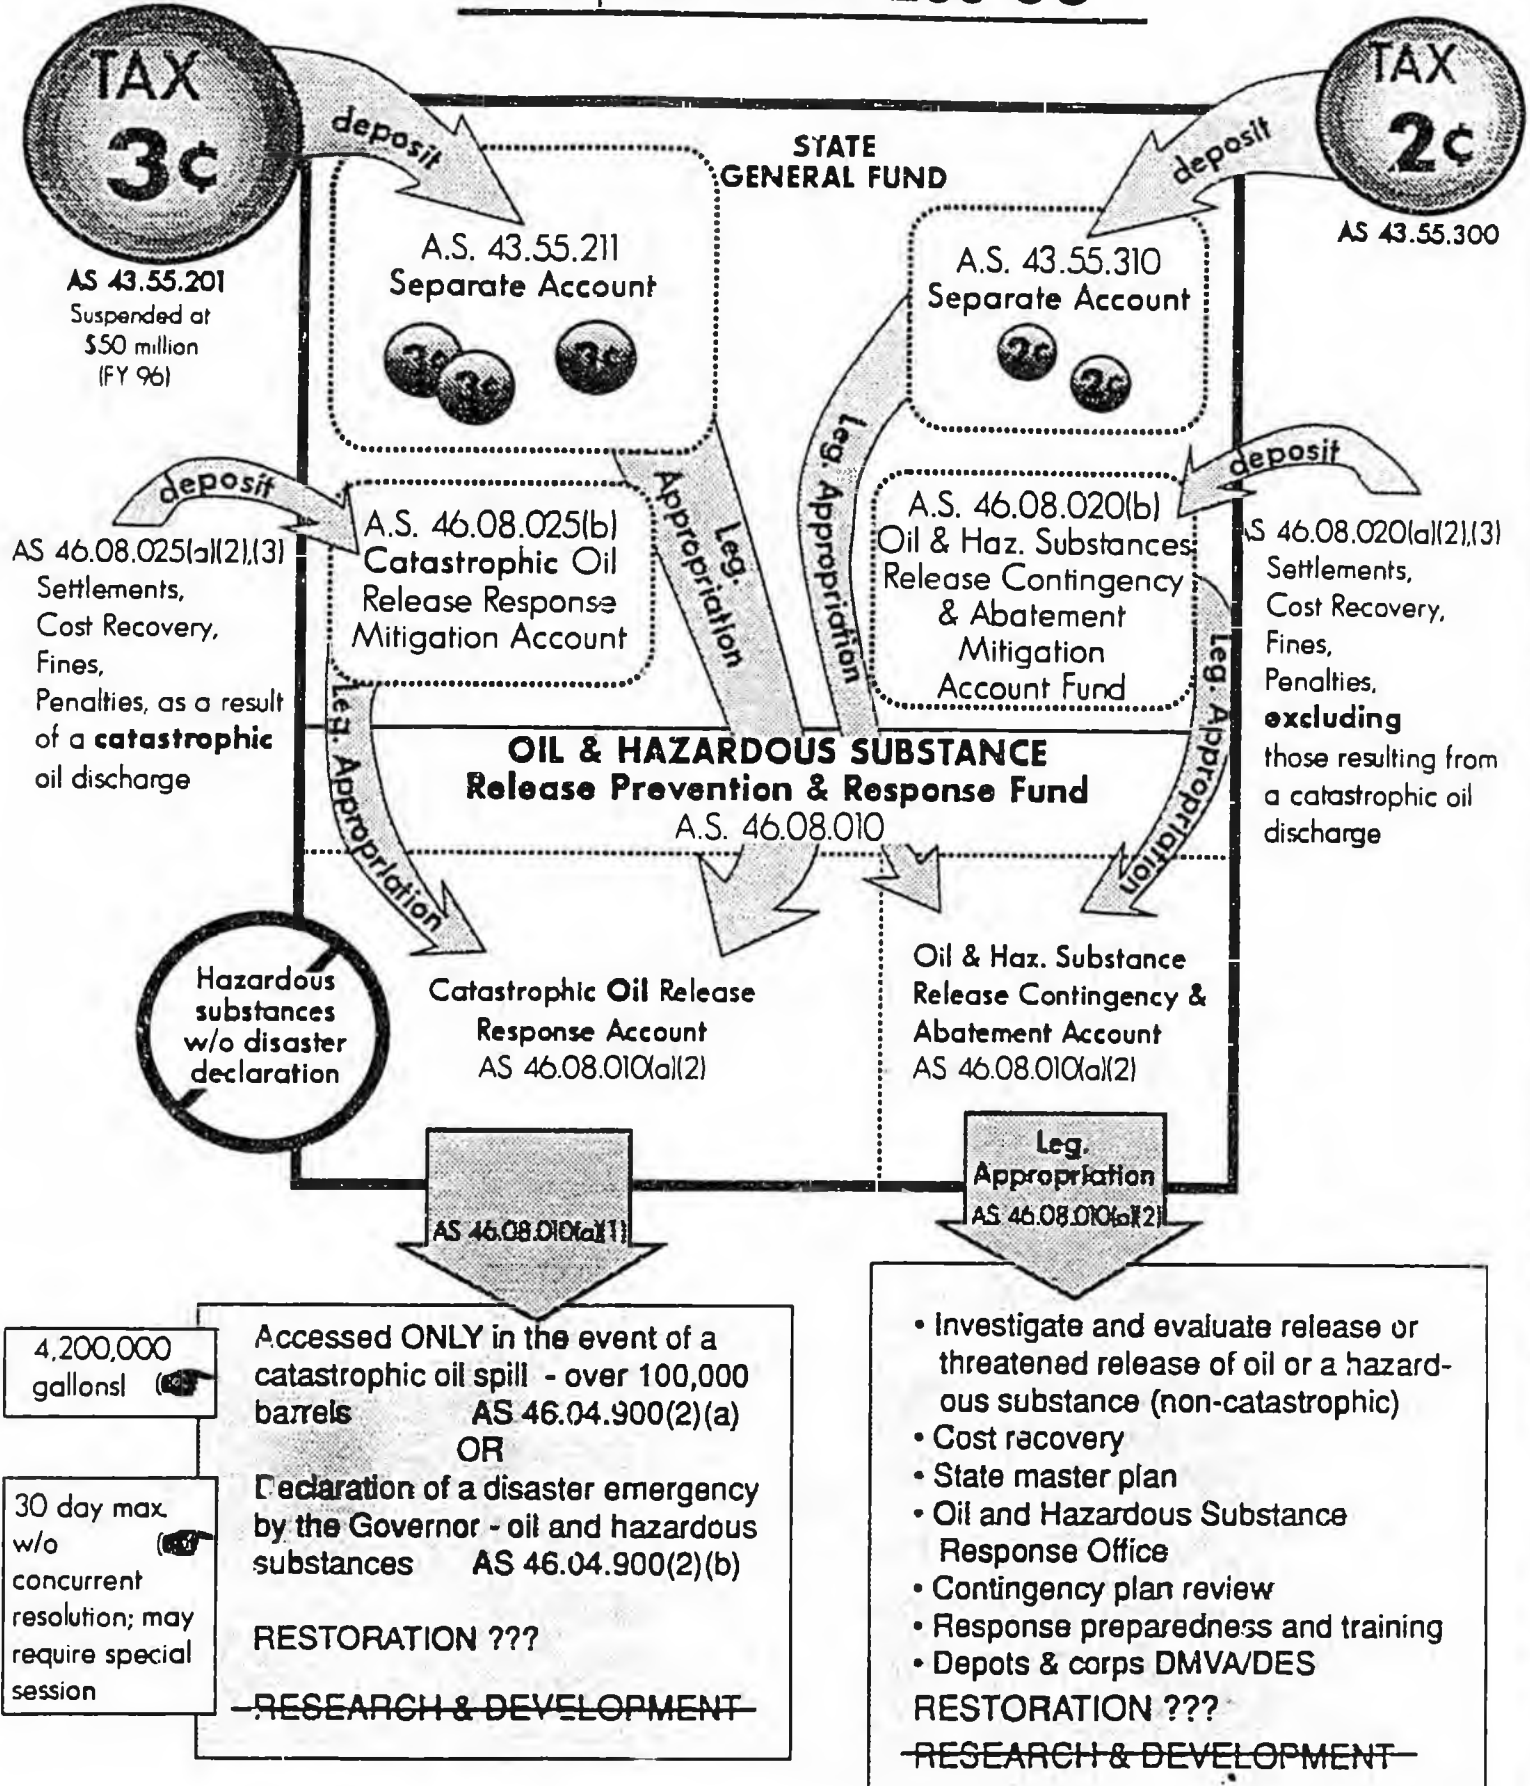 TAX
3¢
AS 43.55.201
Suspended at
$50 million
(FY 96)
deposit
STATE
GENERAL FUND
deposit
TAX
2¢
AS 43.55.300
A.S. 43.55.211
Separate Account
3¢
3¢
3¢
A.S. 43.55.310
Separate Account
2¢
2¢
Leg.
Appropriation
Leg. Appropriation
deposit
AS 46.08.025(a)(2),(3)
Settlements,
Cost Recovery,
Fines,
Penalties, as a result
of a catastrophic
oil discharge
A.S. 46.08.025(b)
Catastrophic Oil
Release Response
Mitigation Account
Leg. Appropriation
A.S. 46.08.020(b)
Oil & Haz. Substances
Release Contingency
& Abatement
Mitigation
Account Fund
deposit
AS 46.08.020(a)(2),(3)
Settlements,
Cost Recovery,
Fines,
Penalties,
excluding
those resulting from
a catastrophic oil
discharge
Leg. Appropriation
OIL & HAZARDOUS SUBSTANCE
Release Prevention & Response Fund
A.S. 46.08.010
Hazardous
substances
w/o disaster
declaration
Catastrophic Oil Release
Response Account
AS 46.08.010(a)(2)
Oil & Haz. Substance
Release Contingency &
Abatement Account
AS 46.08.010(a)(2)
AS 46.08.010(a)(1)
Leg.
Appropriation
AS 46.08.010(a)(2)
4,200,000
gallons!
30 day max.
w/o
concurrent
resolution; may
require special
session
Accessed ONLY in the event of a
catastrophic oil spill - over 100,000
barrels AS 46.04.900(2)(a)
OR
Declaration of a disaster emergency
by the Governor - oil and hazardous
substances AS 46.04.900(2)(b)
RESTORATION ???
RESEARCH & DEVELOPMENT
• Investigate and evaluate release or
threatened release of oil or a hazard-
ous substance (non-catastrophic)
• Cost recovery
• State master plan
• Oil and Hazardous Substance
Response Office
• Contingency plan review
• Response preparedness and training
• Depots & corps DMVA/DES
RESTORATION ???
RESEARCH & DEVELOPMENT